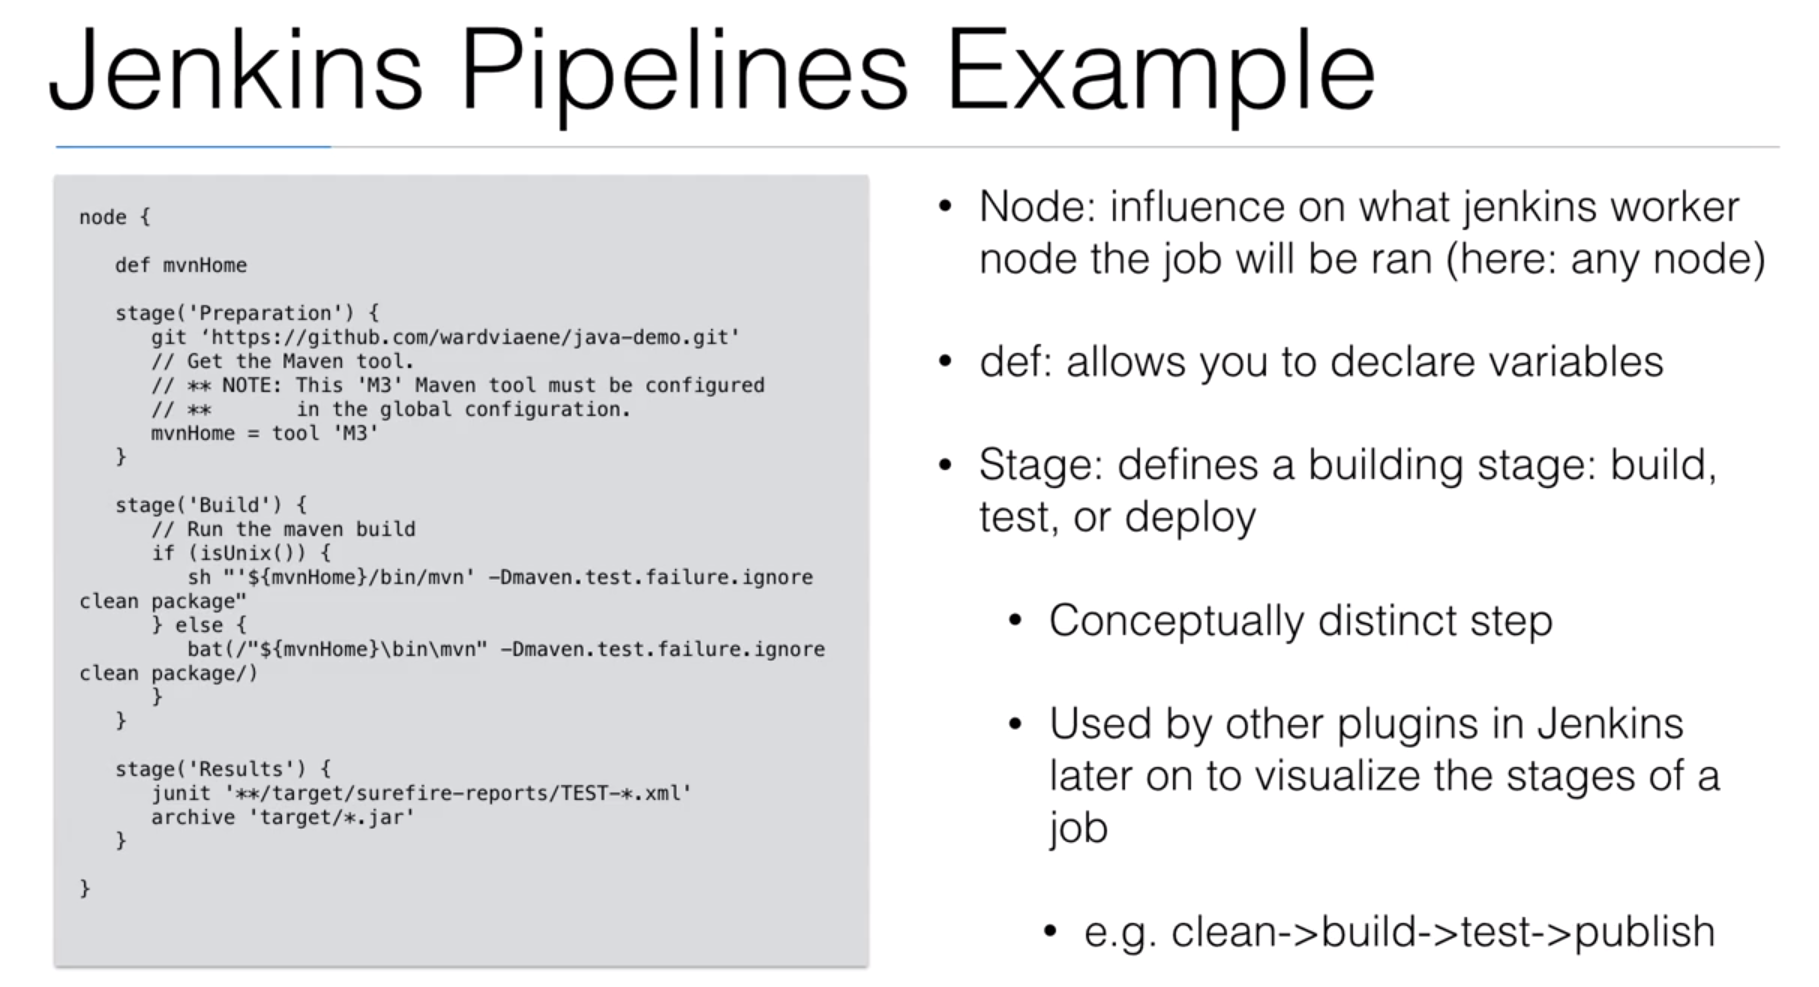 Jenkins Pipelines Example
node {
def mvnHome
stage('Preparation') {
git ‘https://github.com/wardviaene/java-demo.git'
// Get the Maven tool.
// ** NOTE: This 'M3' Maven tool must be configured
// **       in the global configuration.
mvnHome = tool 'M3'
}
stage('Build') {
// Run the maven build
if (isUnix()) {
sh "'${mvnHome}/bin/mvn' -Dmaven.test.failure.ignore
clean package"
} else {
bat(/"${mvnHome}\bin\mvn" -Dmaven.test.failure.ignore
clean package/)
}
}
stage('Results') {
junit '**/target/surefire-reports/TEST-*.xml'
archive 'target/*.jar'
}
}
• Node: influence on what jenkins worker
node the job will be ran (here: any node)
• def: allows you to declare variables
• Stage: defines a building stage: build,
test, or deploy
• Conceptually distinct step
• Used by other plugins in Jenkins
later on to visualize the stages of a
job
• e.g. clean->build->test->publish